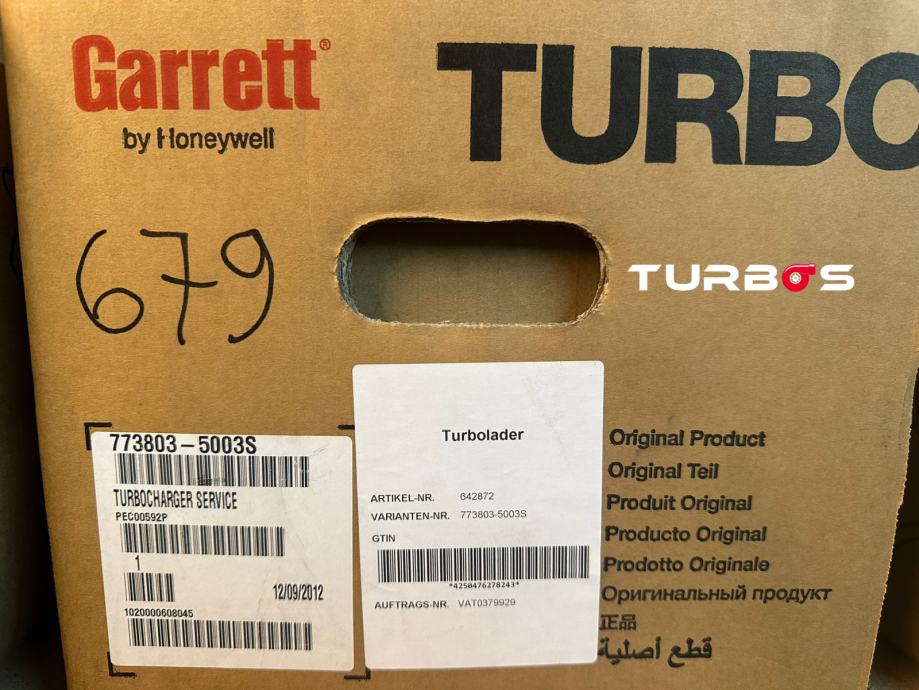 Garrett®
by Honeywell
TURBO
679
TURBOS
773803-5003S
TURBOCHARGER SERVICE
PEC00592P
1
12/09/2012
1020000608045
Turbolader
ARTIKEL-NR. 642872
VARIANTEN-NR. 773803-5003S
GTIN
*4250476278243*
AUFTRAGS-NR. VAT0379929
Original Product
Original Teil
Produit Original
Producto Original
Prodotto Originale
Оригинальный продукт
正品
قطع أصلية